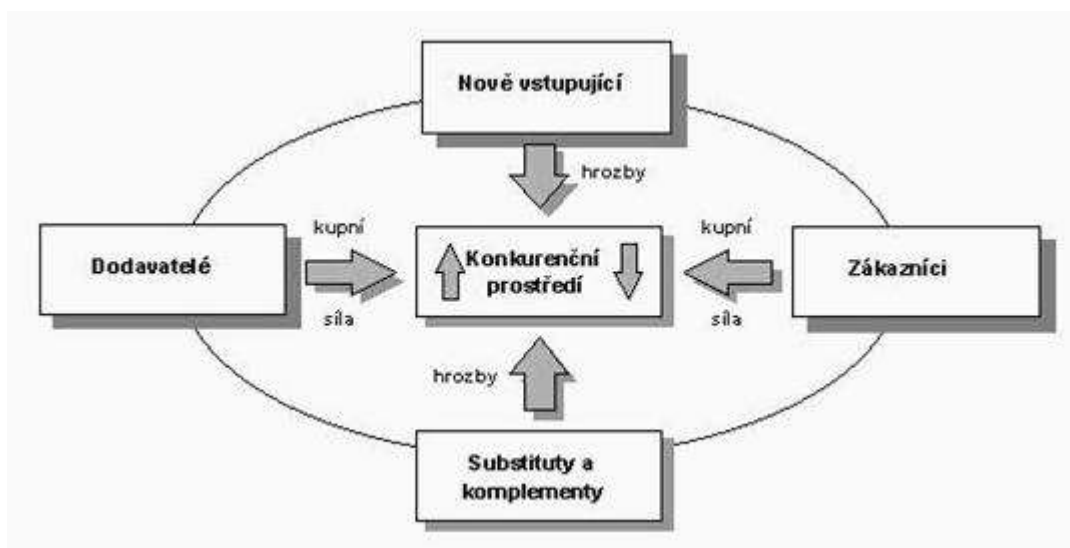 Nově vstupující
hrozby
kupní
kupní
Dodavatelé
Konkurenční
prostředí
Zákazníci
síla
síla
hrozby
Substituty a
komplementy